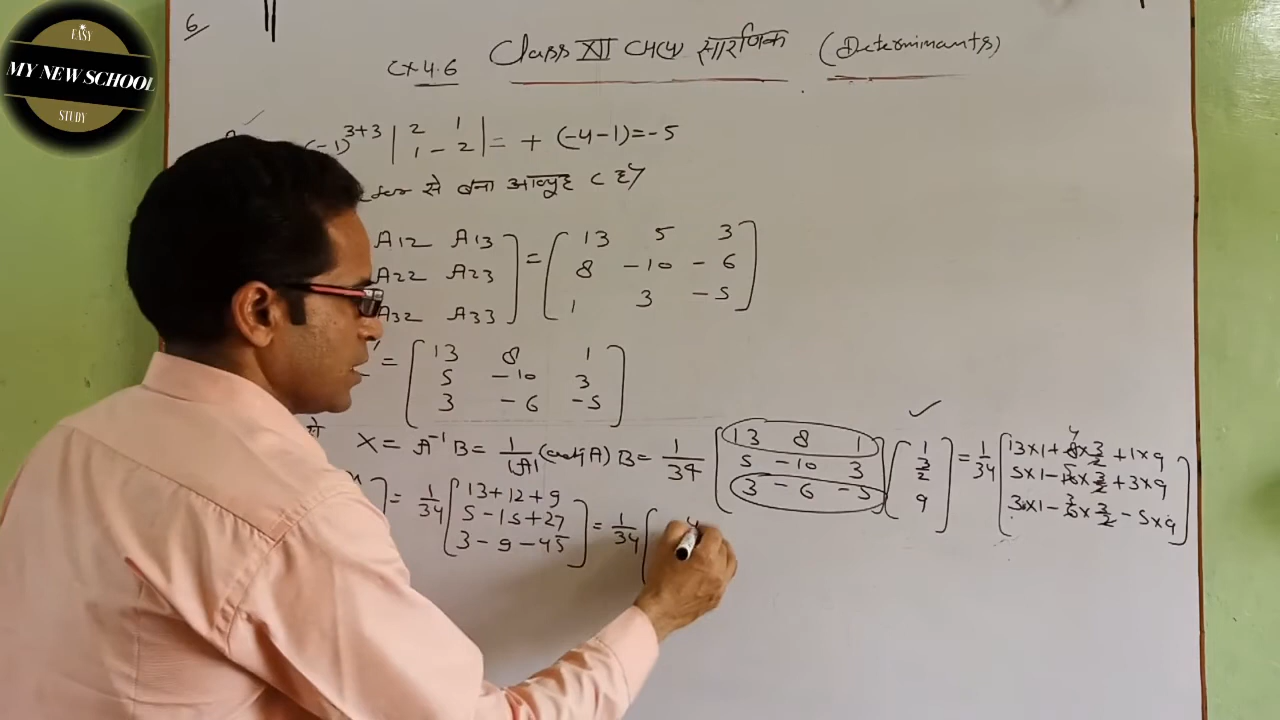 EASY
MY NEW SCHOOL
STUDY
6
Class XII CH(4) सारणिक (Determinants)
Ex 4.6
(-1)^{3+3} | 2 1 | = + (-4-1) = -5
1 -2
से बना आव्यूह C है
A12 A13 ] = [ 13 5 3 ]
A22 A23 8 -10 -6
A32 A33 1 3 -5
= [ 13 8 1 ]
5 -10 3
3 -6 -5
X = A^{-1} B = 1/|A| (adj A) B = 1/34 [ 13 8 1 ] [ 1 ] = 1/34 [ 13×1 + 8×3/2 + 1×9 ]
5 -10 3 3/2 5×1 - 10×3/2 + 3×9
3 -6 -5 9 3×1 - 6×3/2 - 5×9
= 1/34 [ 13+12+9 ] = 1/34 [
5-15+27
3-9-45